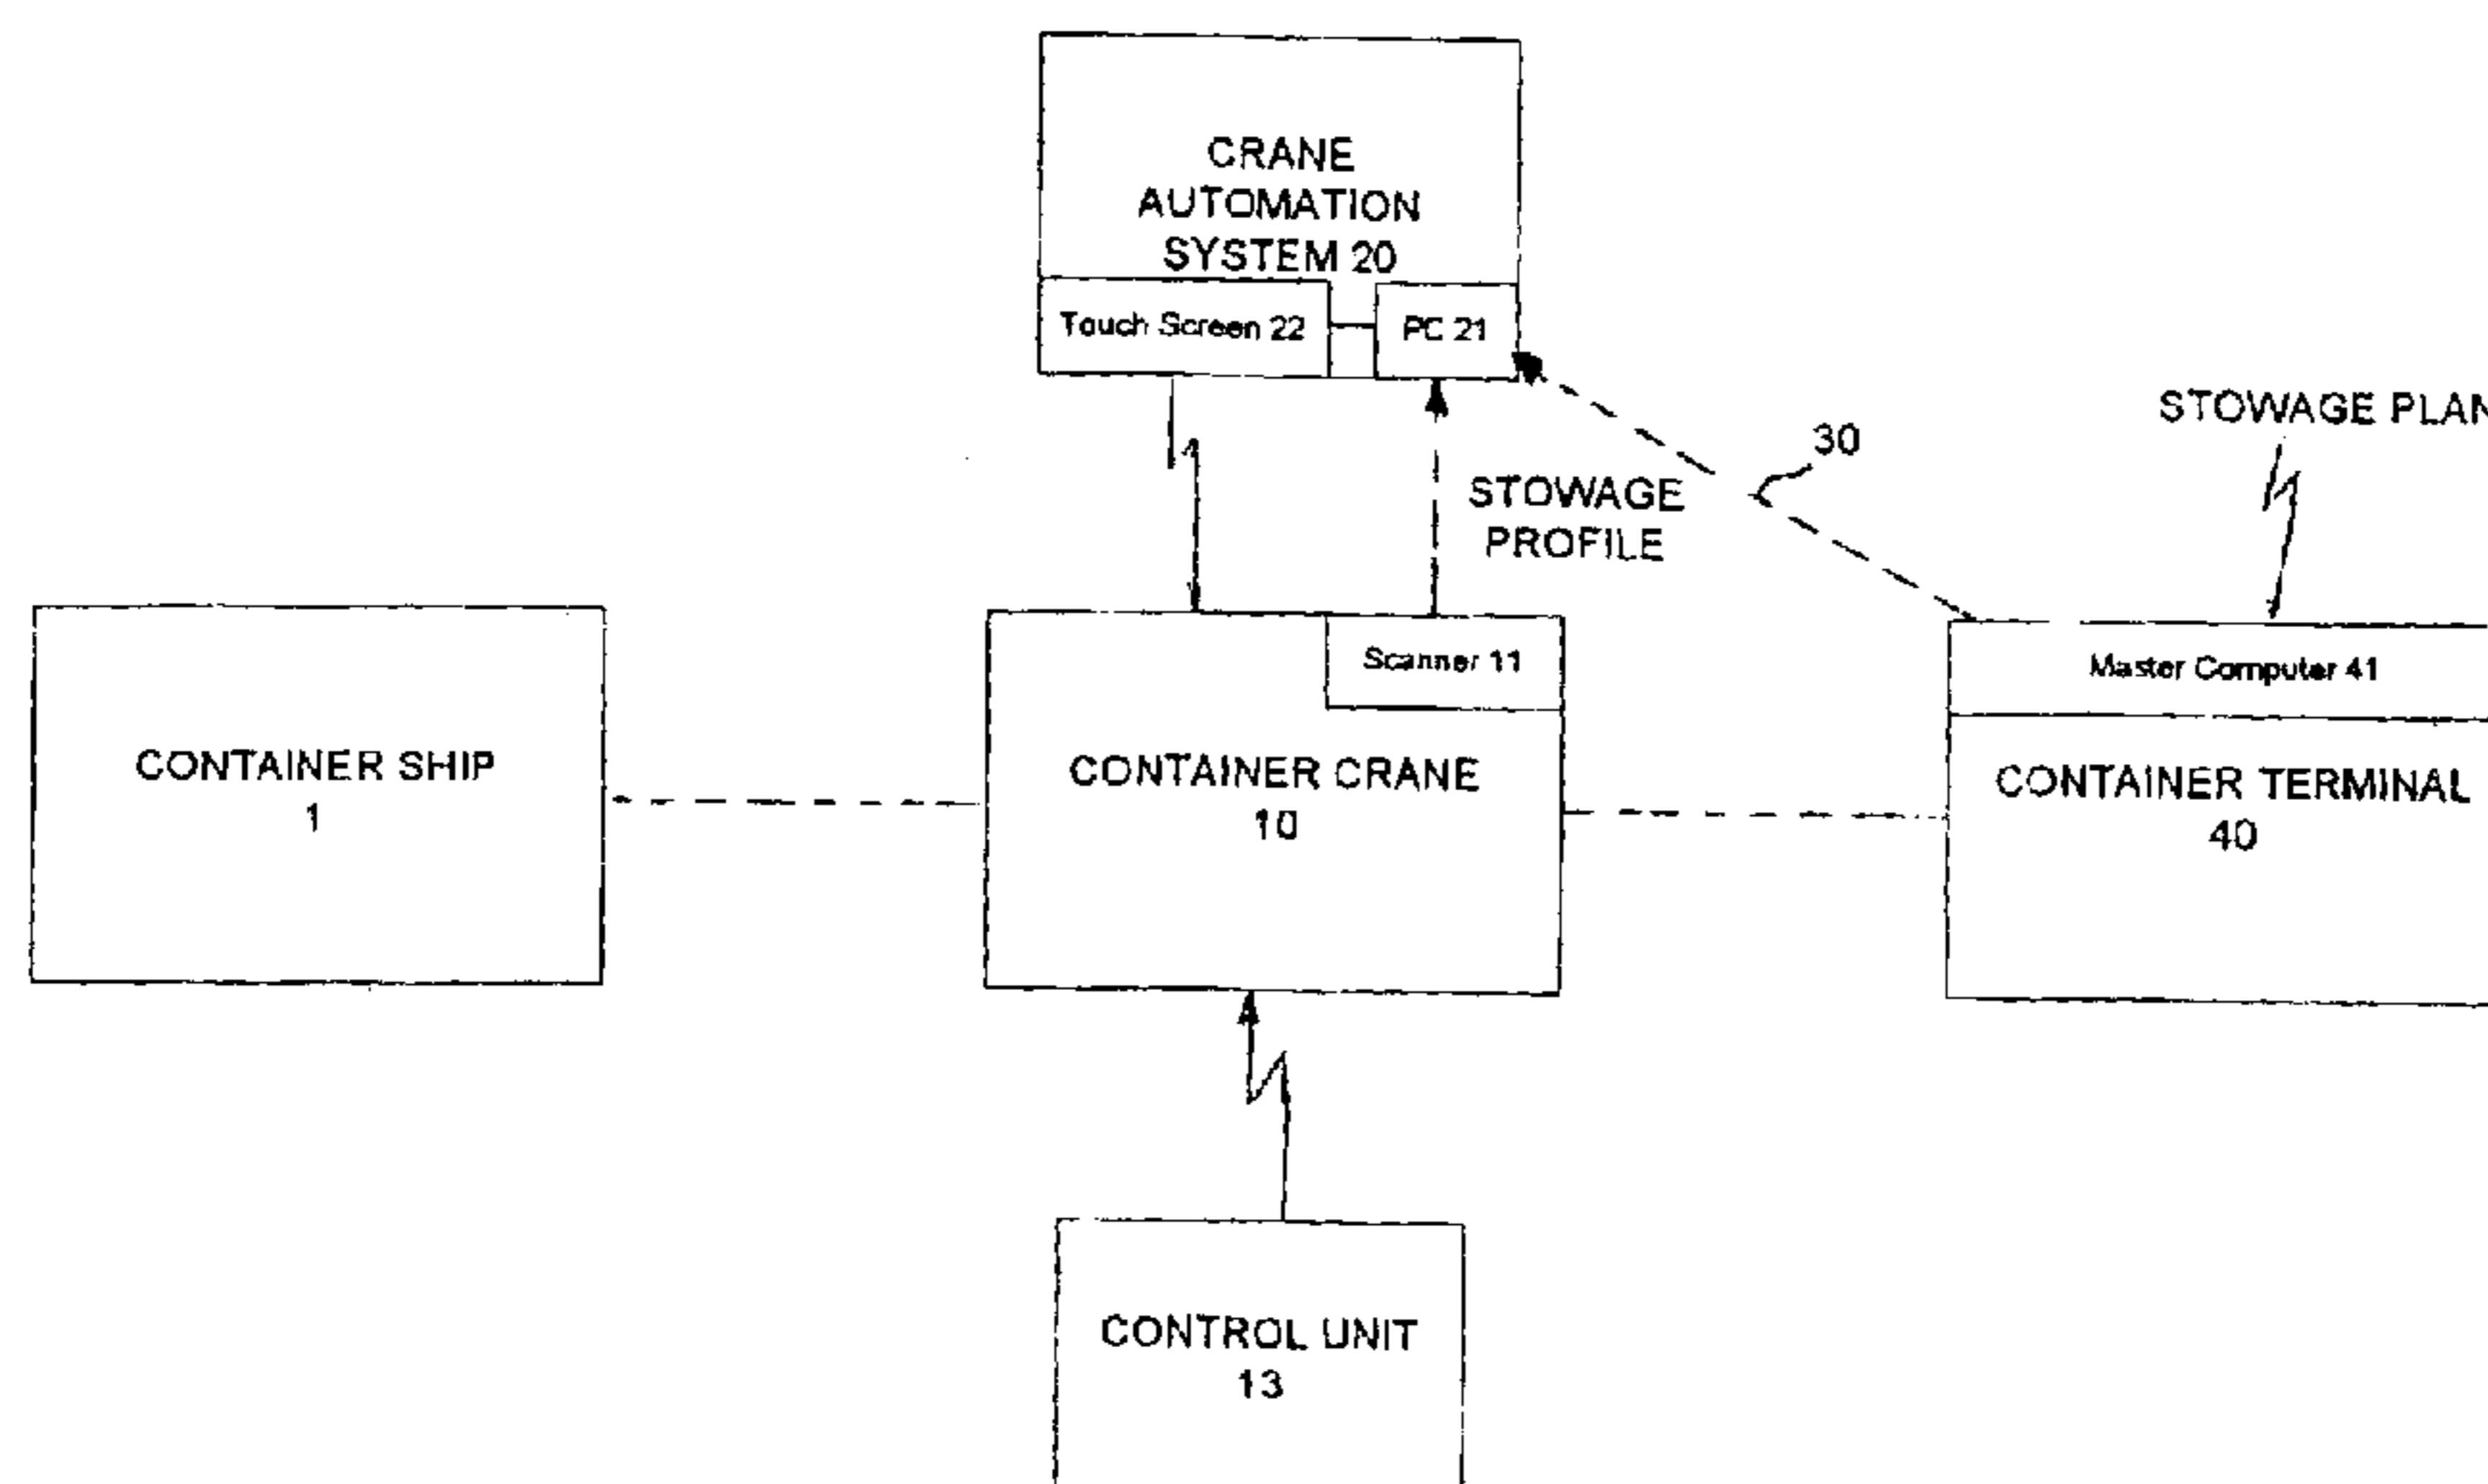 CRANE
AUTOMATION
SYSTEM 20
Touch Screen 22
PC 21
30
STOWAGE PLAN
STOWAGE
PROFILE
Scanner 11
Master Computer 41
CONTAINER SHIP
1
CONTAINER CRANE
10
CONTAINER TERMINAL
40
CONTROL UNIT
13